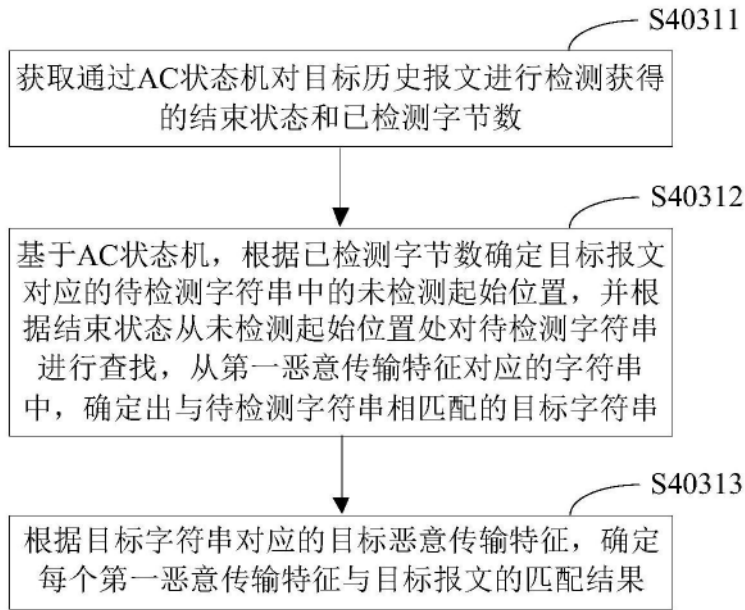 S40311
获取通过AC状态机对目标历史报文进行检测获得
的结束状态和已检测字节数
S40312
基于AC状态机，根据已检测字节数确定目标报文
对应的待检测字符串中的未检测起始位置，并根
据结束状态从未检测起始位置处对待检测字符串
进行查找，从第一恶意传输特征对应的字符串
中，确定出与待检测字符串相匹配的目标字符串
S40313
根据目标字符串对应的目标恶意传输特征，确定
每个第一恶意传输特征与目标报文的匹配结果